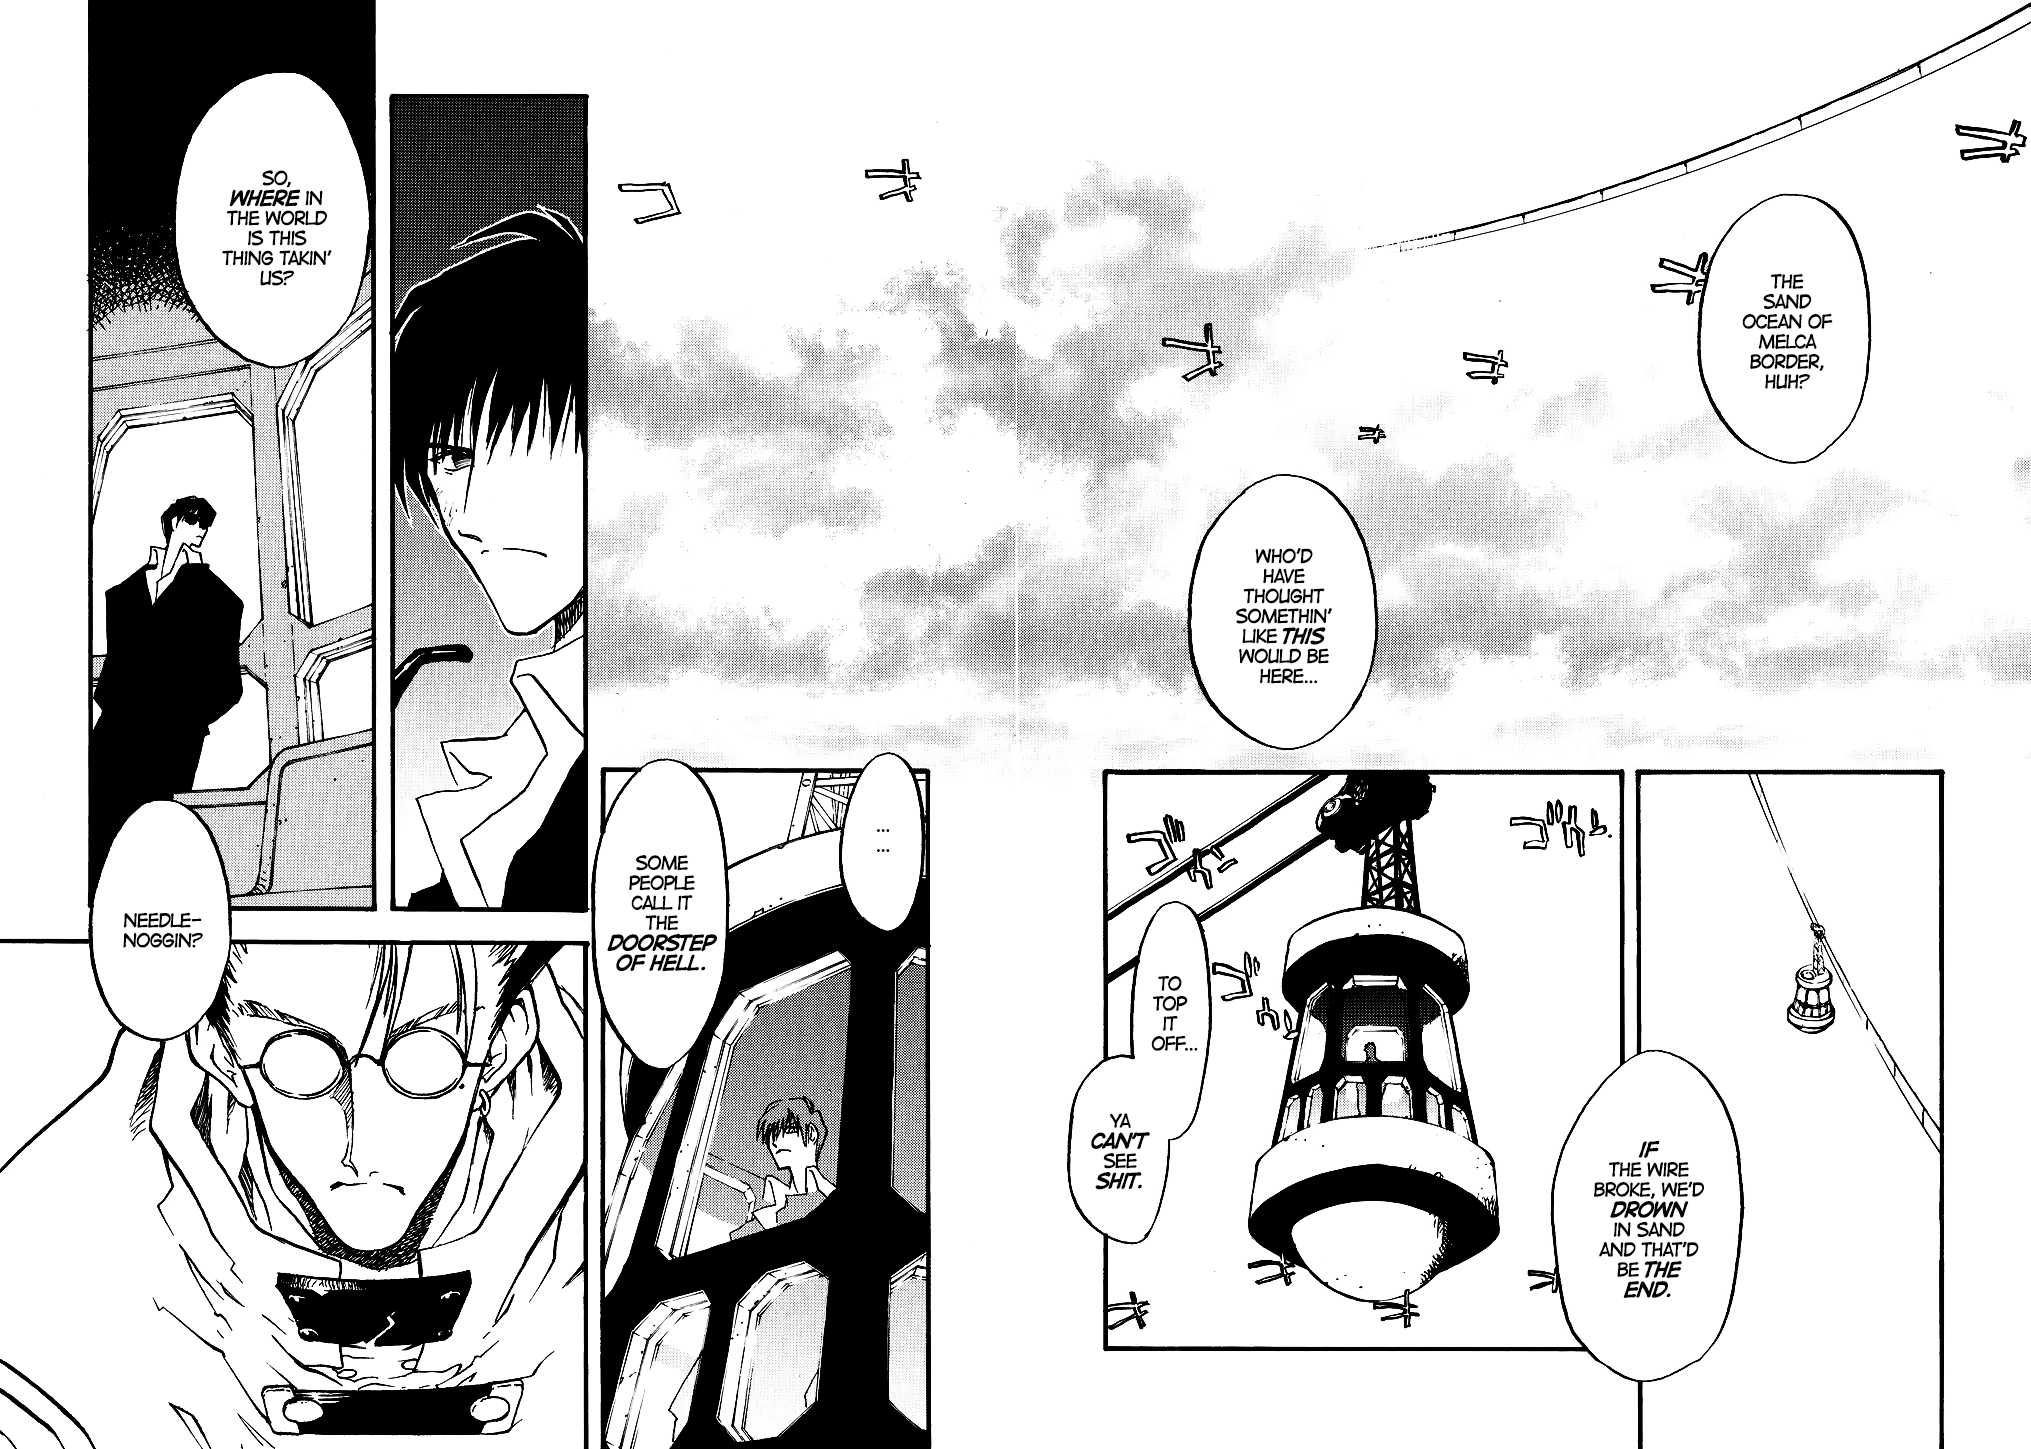 THE
SAND
OCEAN OF
MELCA
BORDER,
HUH?
WHO'D
HAVE
THOUGHT
SOMETHIN'
LIKE THIS
WOULD BE
HERE...
IF
THE WIRE
BROKE, WE'D
DROWN
IN SAND
AND THAT'D
BE THE
END.
TO
TOP
IT
OFF...
YA
CAN'T
SEE
SHIT.
...
...
SOME
PEOPLE
CALL IT
THE
DOORSTEP
OF HELL.
SO,
WHERE IN
THE WORLD
IS THIS
THING TAKIN'
US?
NEEDLE-
NOGGIN?